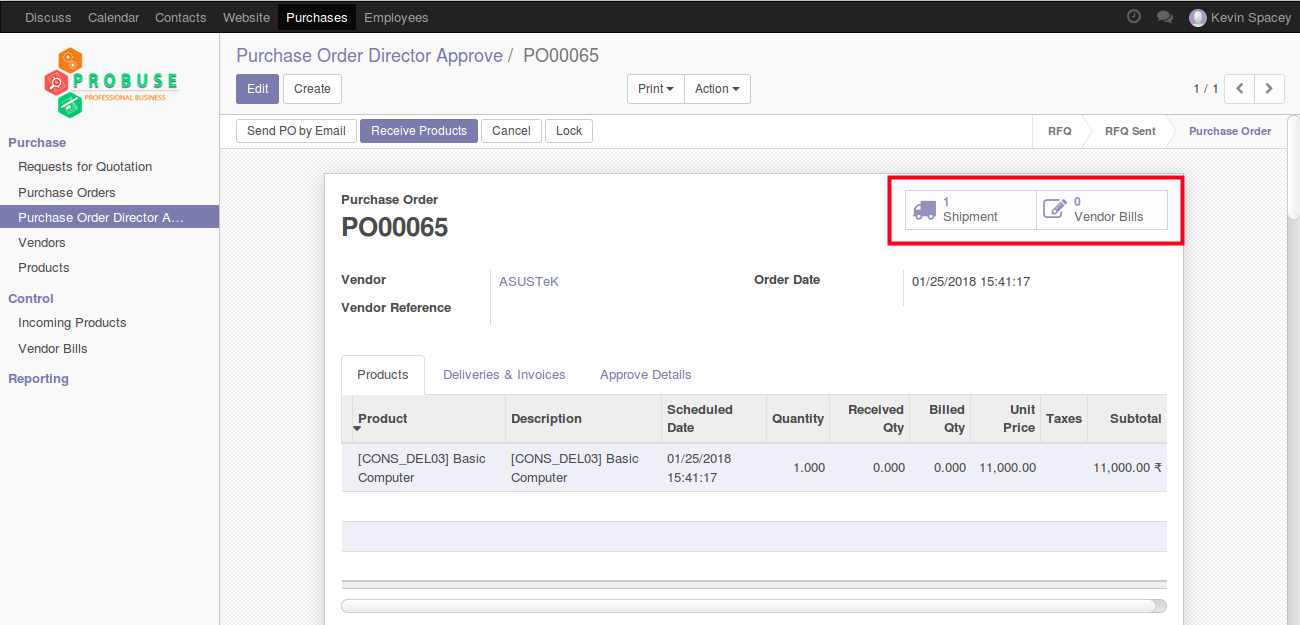 Discuss Calendar Contacts Website Purchases Employees Kevin Spacey
PROBUSE
PROFESSIONAL BUSINESS
Purchase
Requests for Quotation
Purchase Orders
Purchase Order Director A...
Vendors
Products
Control
Incoming Products
Vendor Bills
Reporting
Purchase Order Director Approve / PO00065
Edit Create Print Action 1 / 1
Send PO by Email Receive Products Cancel Lock RFQ RFQ Sent Purchase Order
1
Shipment
0
Vendor Bills
Purchase Order
PO00065
Vendor ASUSTeK Order Date 01/25/2018 15:41:17
Vendor Reference
Products Deliveries & Invoices Approve Details
Product Description Scheduled Date Quantity Received Qty Billed Qty Unit Price Taxes Subtotal
[CONS_DEL03] Basic Computer [CONS_DEL03] Basic Computer 01/25/2018 15:41:17 1.000 0.000 0.000 11,000.00 11,000.00 ₹